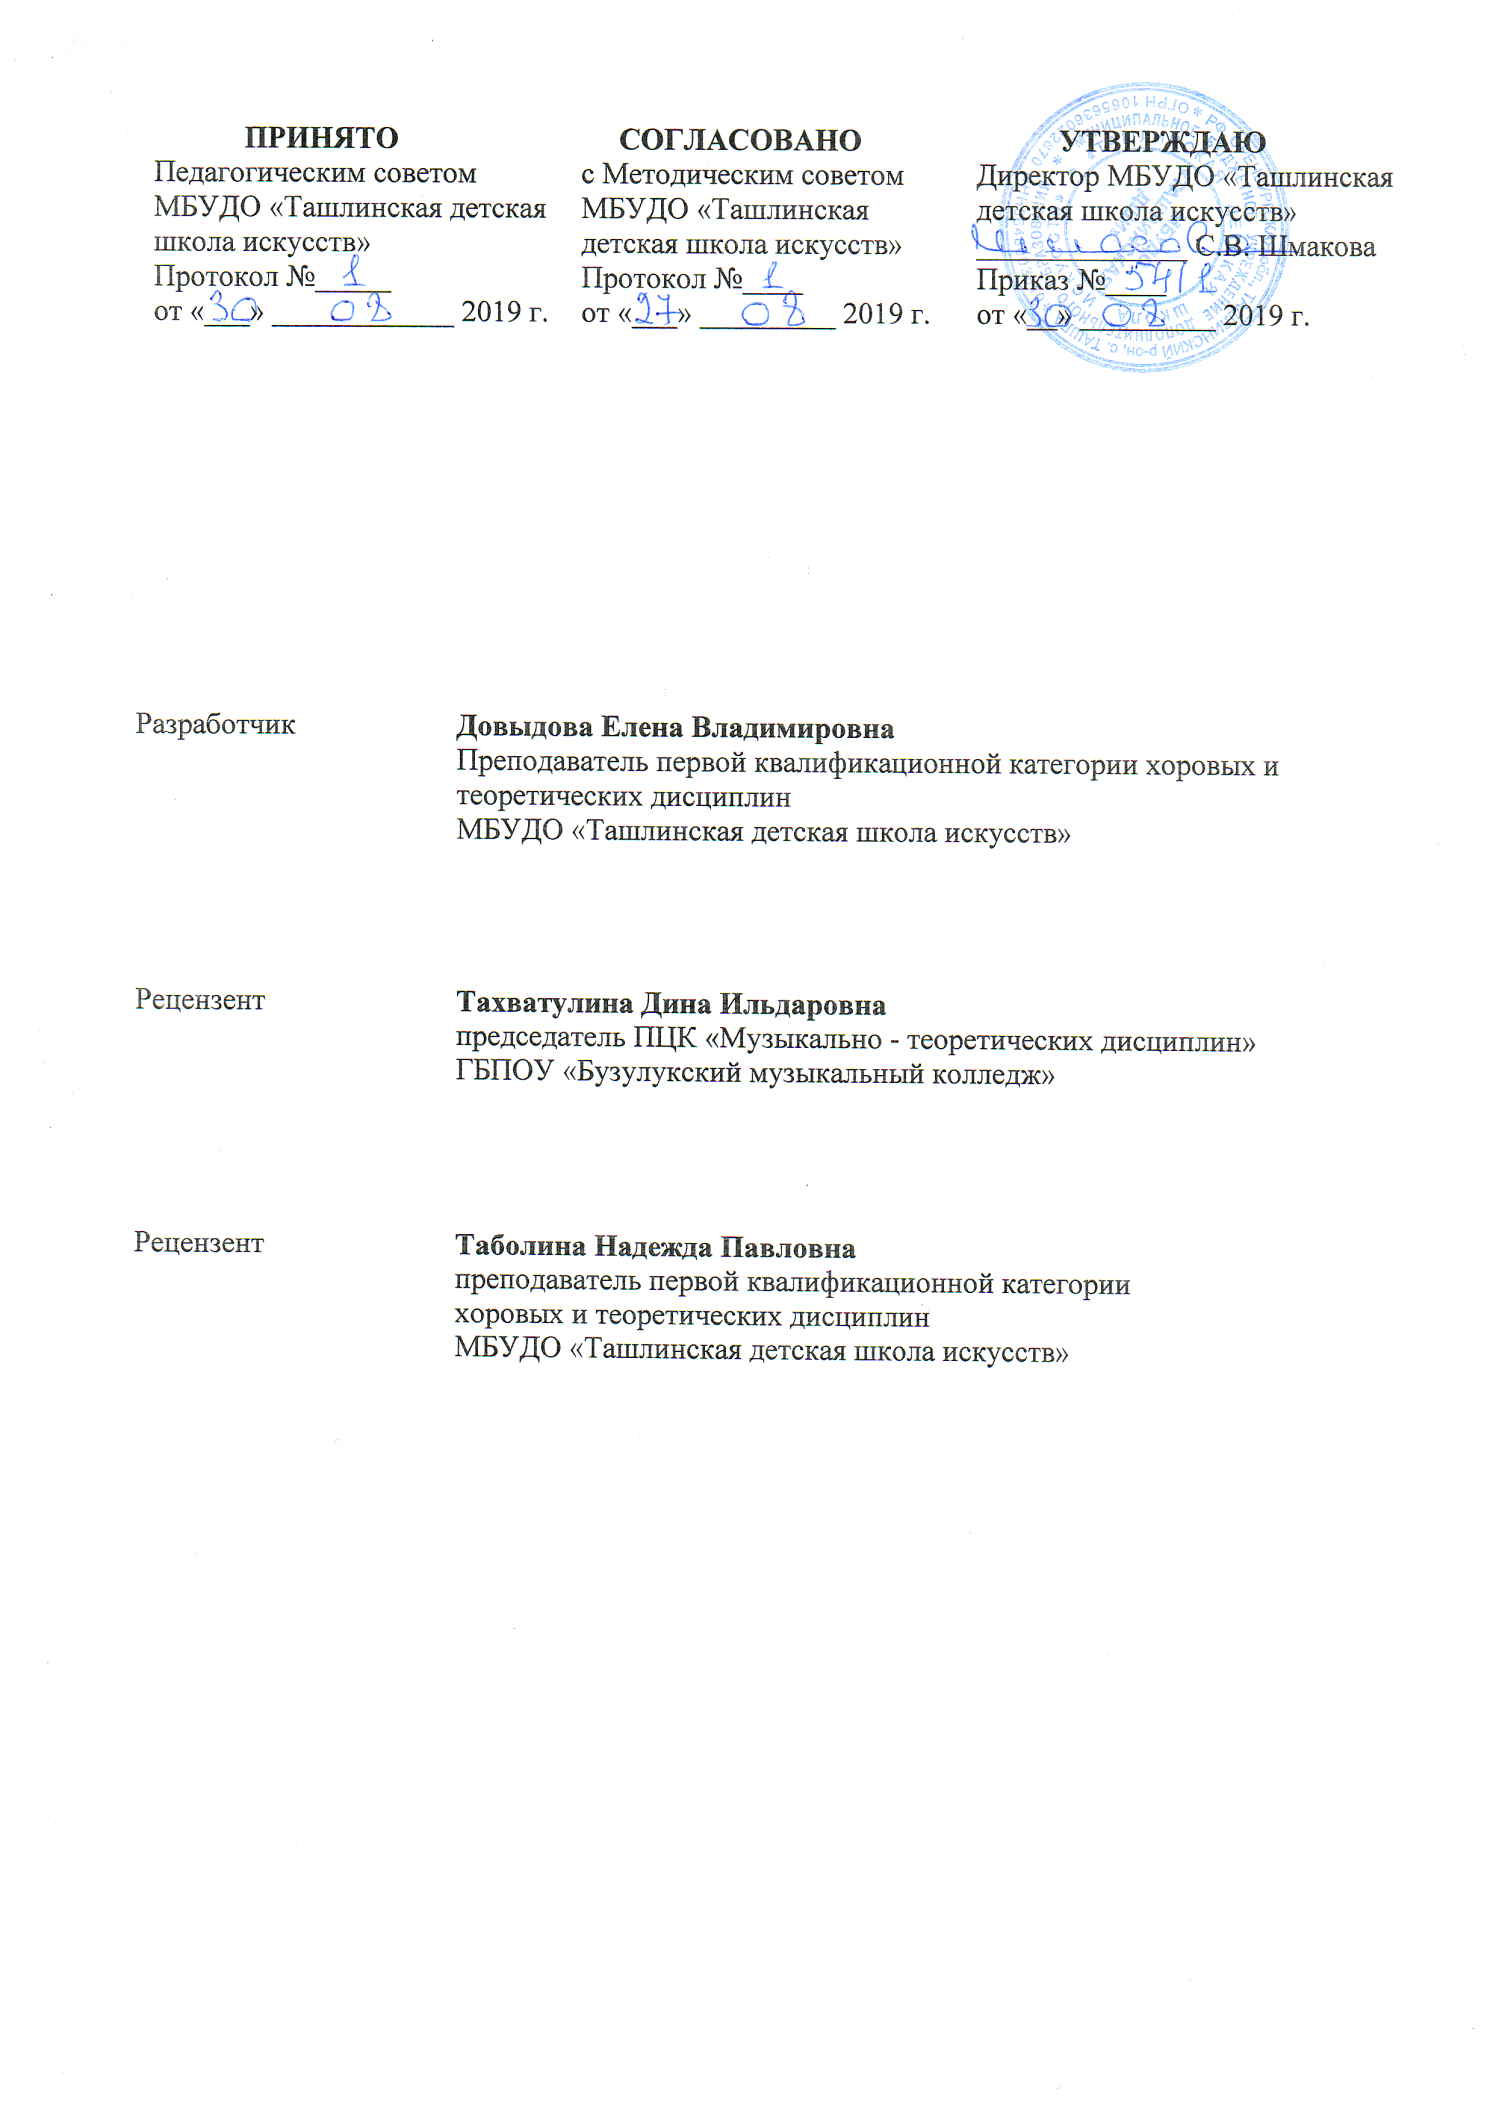 ПРИНЯТО
Педагогическим советом
МБУДО «Ташлинская детская
школа искусств»
Протокол № 1
от «30» 08 2019 г.
СОГЛАСОВАНО
с Методическим советом
МБУДО «Ташлинская
детская школа искусств»
Протокол № 1
от «27» 08 2019 г.
УТВЕРЖДАЮ
Директор МБУДО «Ташлинская
детская школа искусств»
С.В. Шмакова
Приказ № 54/1
от «30» 08 2019 г.
Разработчик
Довыдова Елена Владимировна
Преподаватель первой квалификационной категории хоровых и
теоретических дисциплин
МБУДО «Ташлинская детская школа искусств»
Рецензент
Тахватулина Дина Ильдаровна
председатель ПЦК «Музыкально - теоретических дисциплин»
ГБПОУ «Бузулукский музыкальный колледж»
Рецензент
Таболина Надежда Павловна
преподаватель первой квалификационной категории
хоровых и теоретических дисциплин
МБУДО «Ташлинская детская школа искусств»